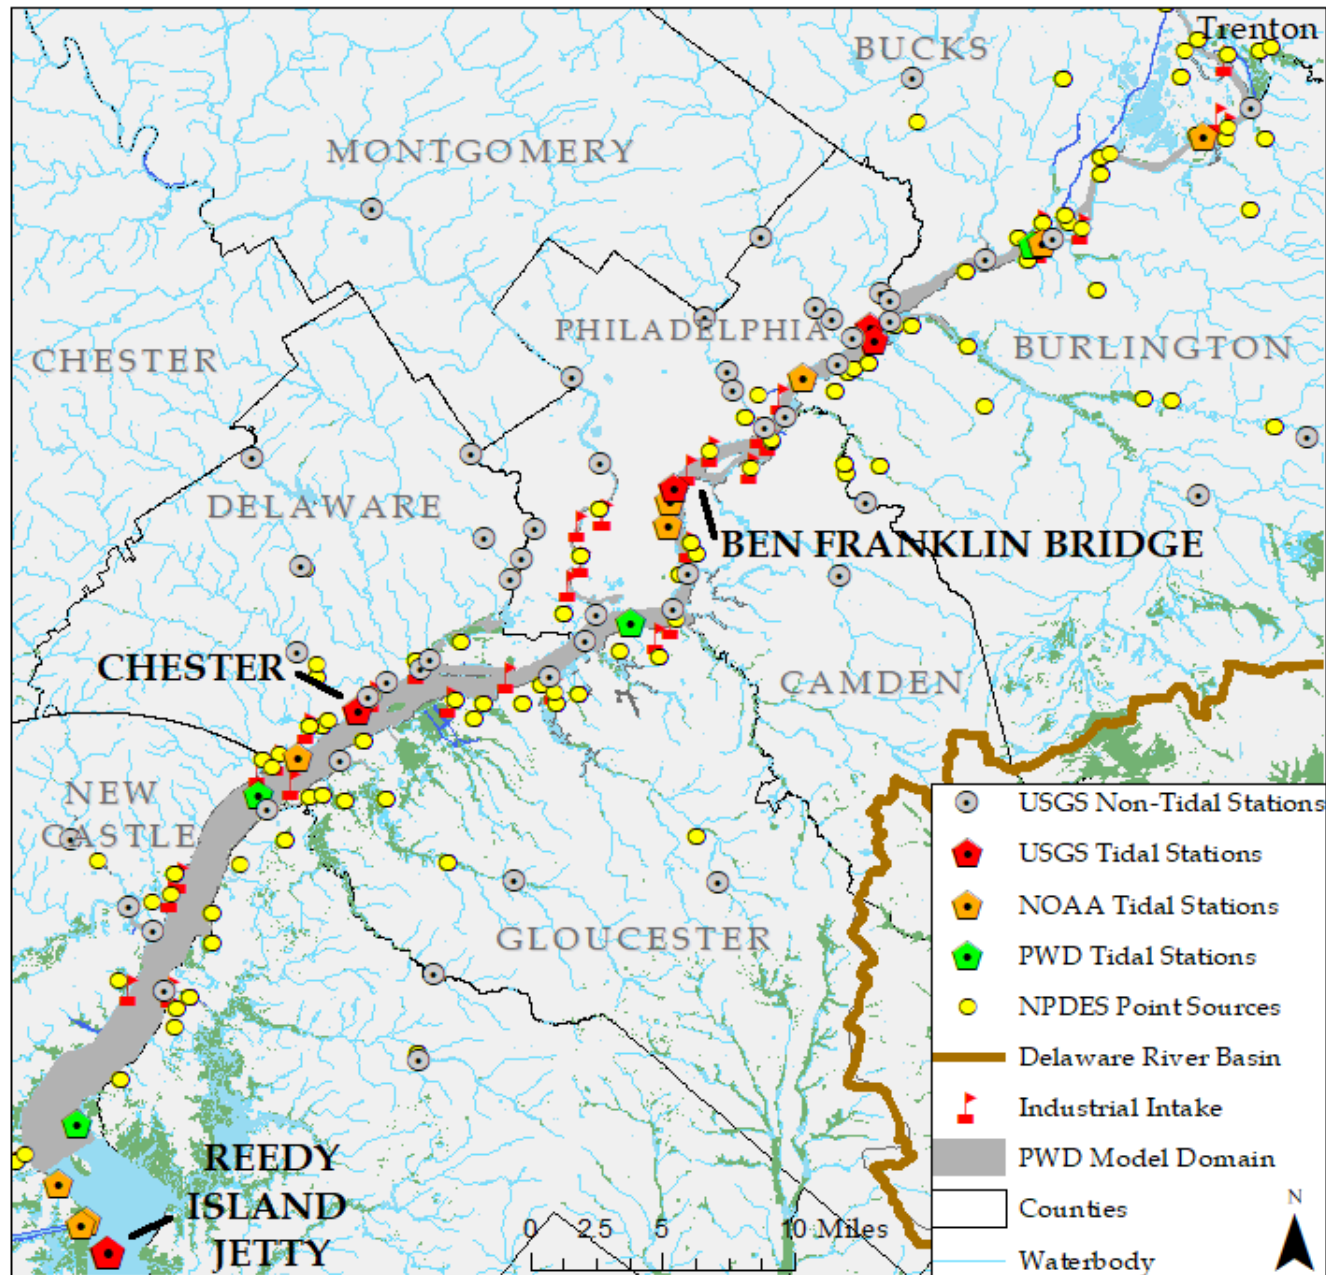 Trenton
BUCKS
MONTGOMERY
PHILADELPHIA
CHESTER
BURLINGTON
DELAWARE
BEN FRANKLIN BRIDGE
CHESTER
CAMDEN
NEW
CASTLE
GLOUCESTER
REEDY
ISLAND
JETTY
0 2.5 5 10 Miles
USGS Non-Tidal Stations
USGS Tidal Stations
NOAA Tidal Stations
PWD Tidal Stations
NPDES Point Sources
Delaware River Basin
Industrial Intake
PWD Model Domain
Counties
Waterbody
N